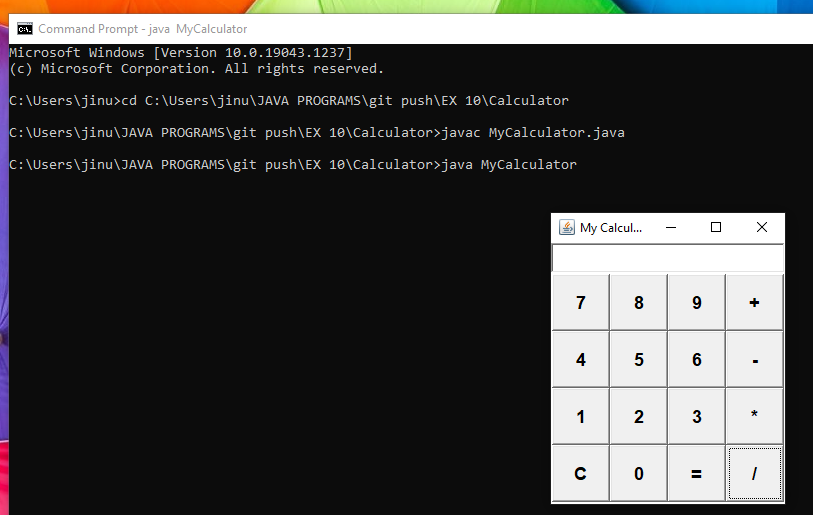 Command Prompt - java MyCalculator
Microsoft Windows [Version 10.0.19043.1237]
(c) Microsoft Corporation. All rights reserved.
C:\Users\jinu>cd C:\Users\jinu\JAVA PROGRAMS\git push\EX 10\Calculator
C:\Users\jinu\JAVA PROGRAMS\git push\EX 10\Calculator>javac MyCalculator.java
C:\Users\jinu\JAVA PROGRAMS\git push\EX 10\Calculator>java MyCalculator
My Calcul...
7 8 9 +
4 5 6 -
1 2 3 *
C 0 = /